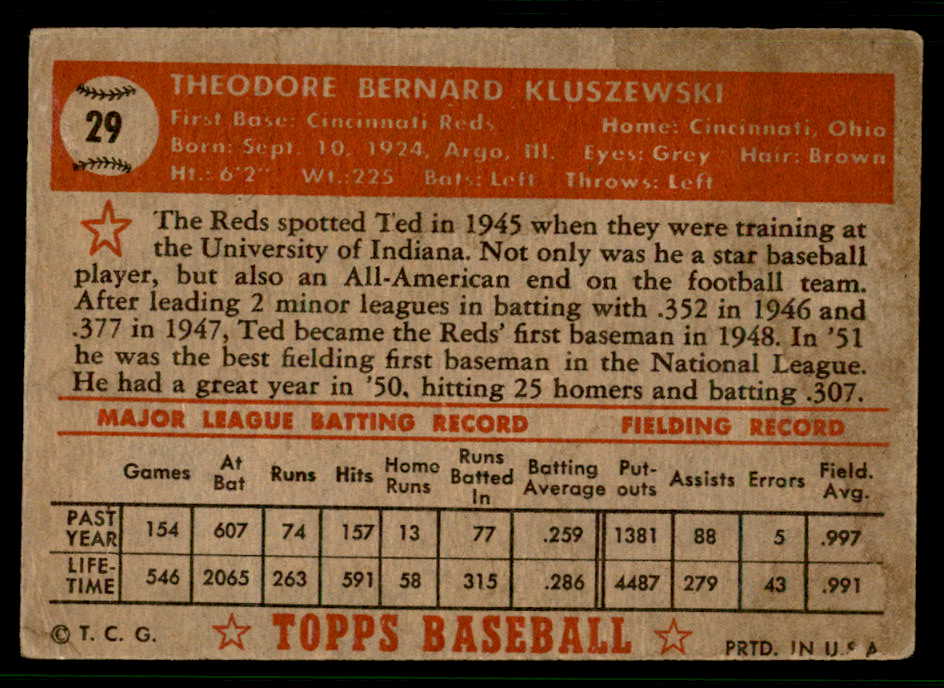 29
THEODORE BERNARD KLUSZEWSKI
First Base: Cincinnati Reds Home: Cincinnati, Ohio
Born: Sept. 10, 1924, Argo, Ill. Eyes: Grey Hair: Brown
Ht.: 6'2" Wt.: 225 Bats: Left Throws: Left
The Reds spotted Ted in 1945 when they were training at
the University of Indiana. Not only was he a star baseball
player, but also an All-American end on the football team.
After leading 2 minor leagues in batting with .352 in 1946 and
.377 in 1947, Ted became the Reds' first baseman in 1948. In '51
he was the best fielding first baseman in the National League.
He had a great year in '50, hitting 25 homers and batting .307.
MAJOR LEAGUE BATTING RECORD FIELDING RECORD
Games At Bat Runs Hits Home Runs Runs Batted In Batting Average Put-outs Assists Errors Field. Avg.
PAST YEAR 154 607 74 157 13 77 .259 1381 88 5 .997
LIFE-TIME 546 2065 263 591 58 315 .286 4487 279 43 .991
© T. C. G. TOPPS BASEBALL PRTD. IN U.S.A